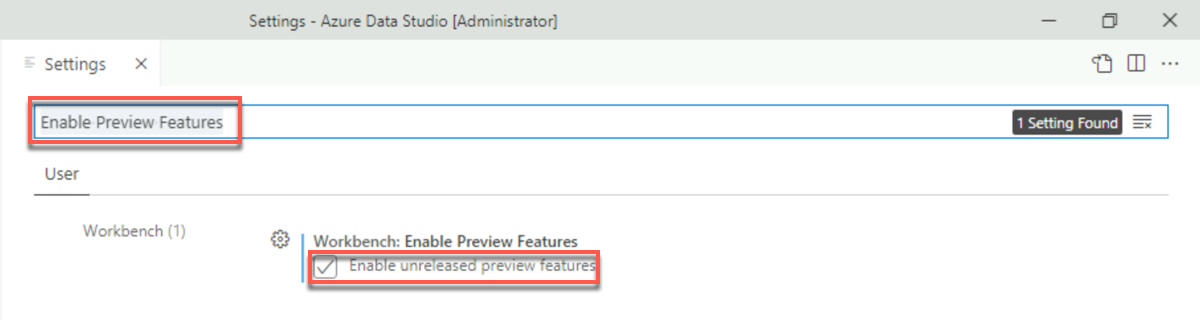 Settings - Azure Data Studio [Administrator]
Settings
Enable Preview Features
1 Setting Found
User
Workbench (1)
Workbench: Enable Preview Features
Enable unreleased preview features